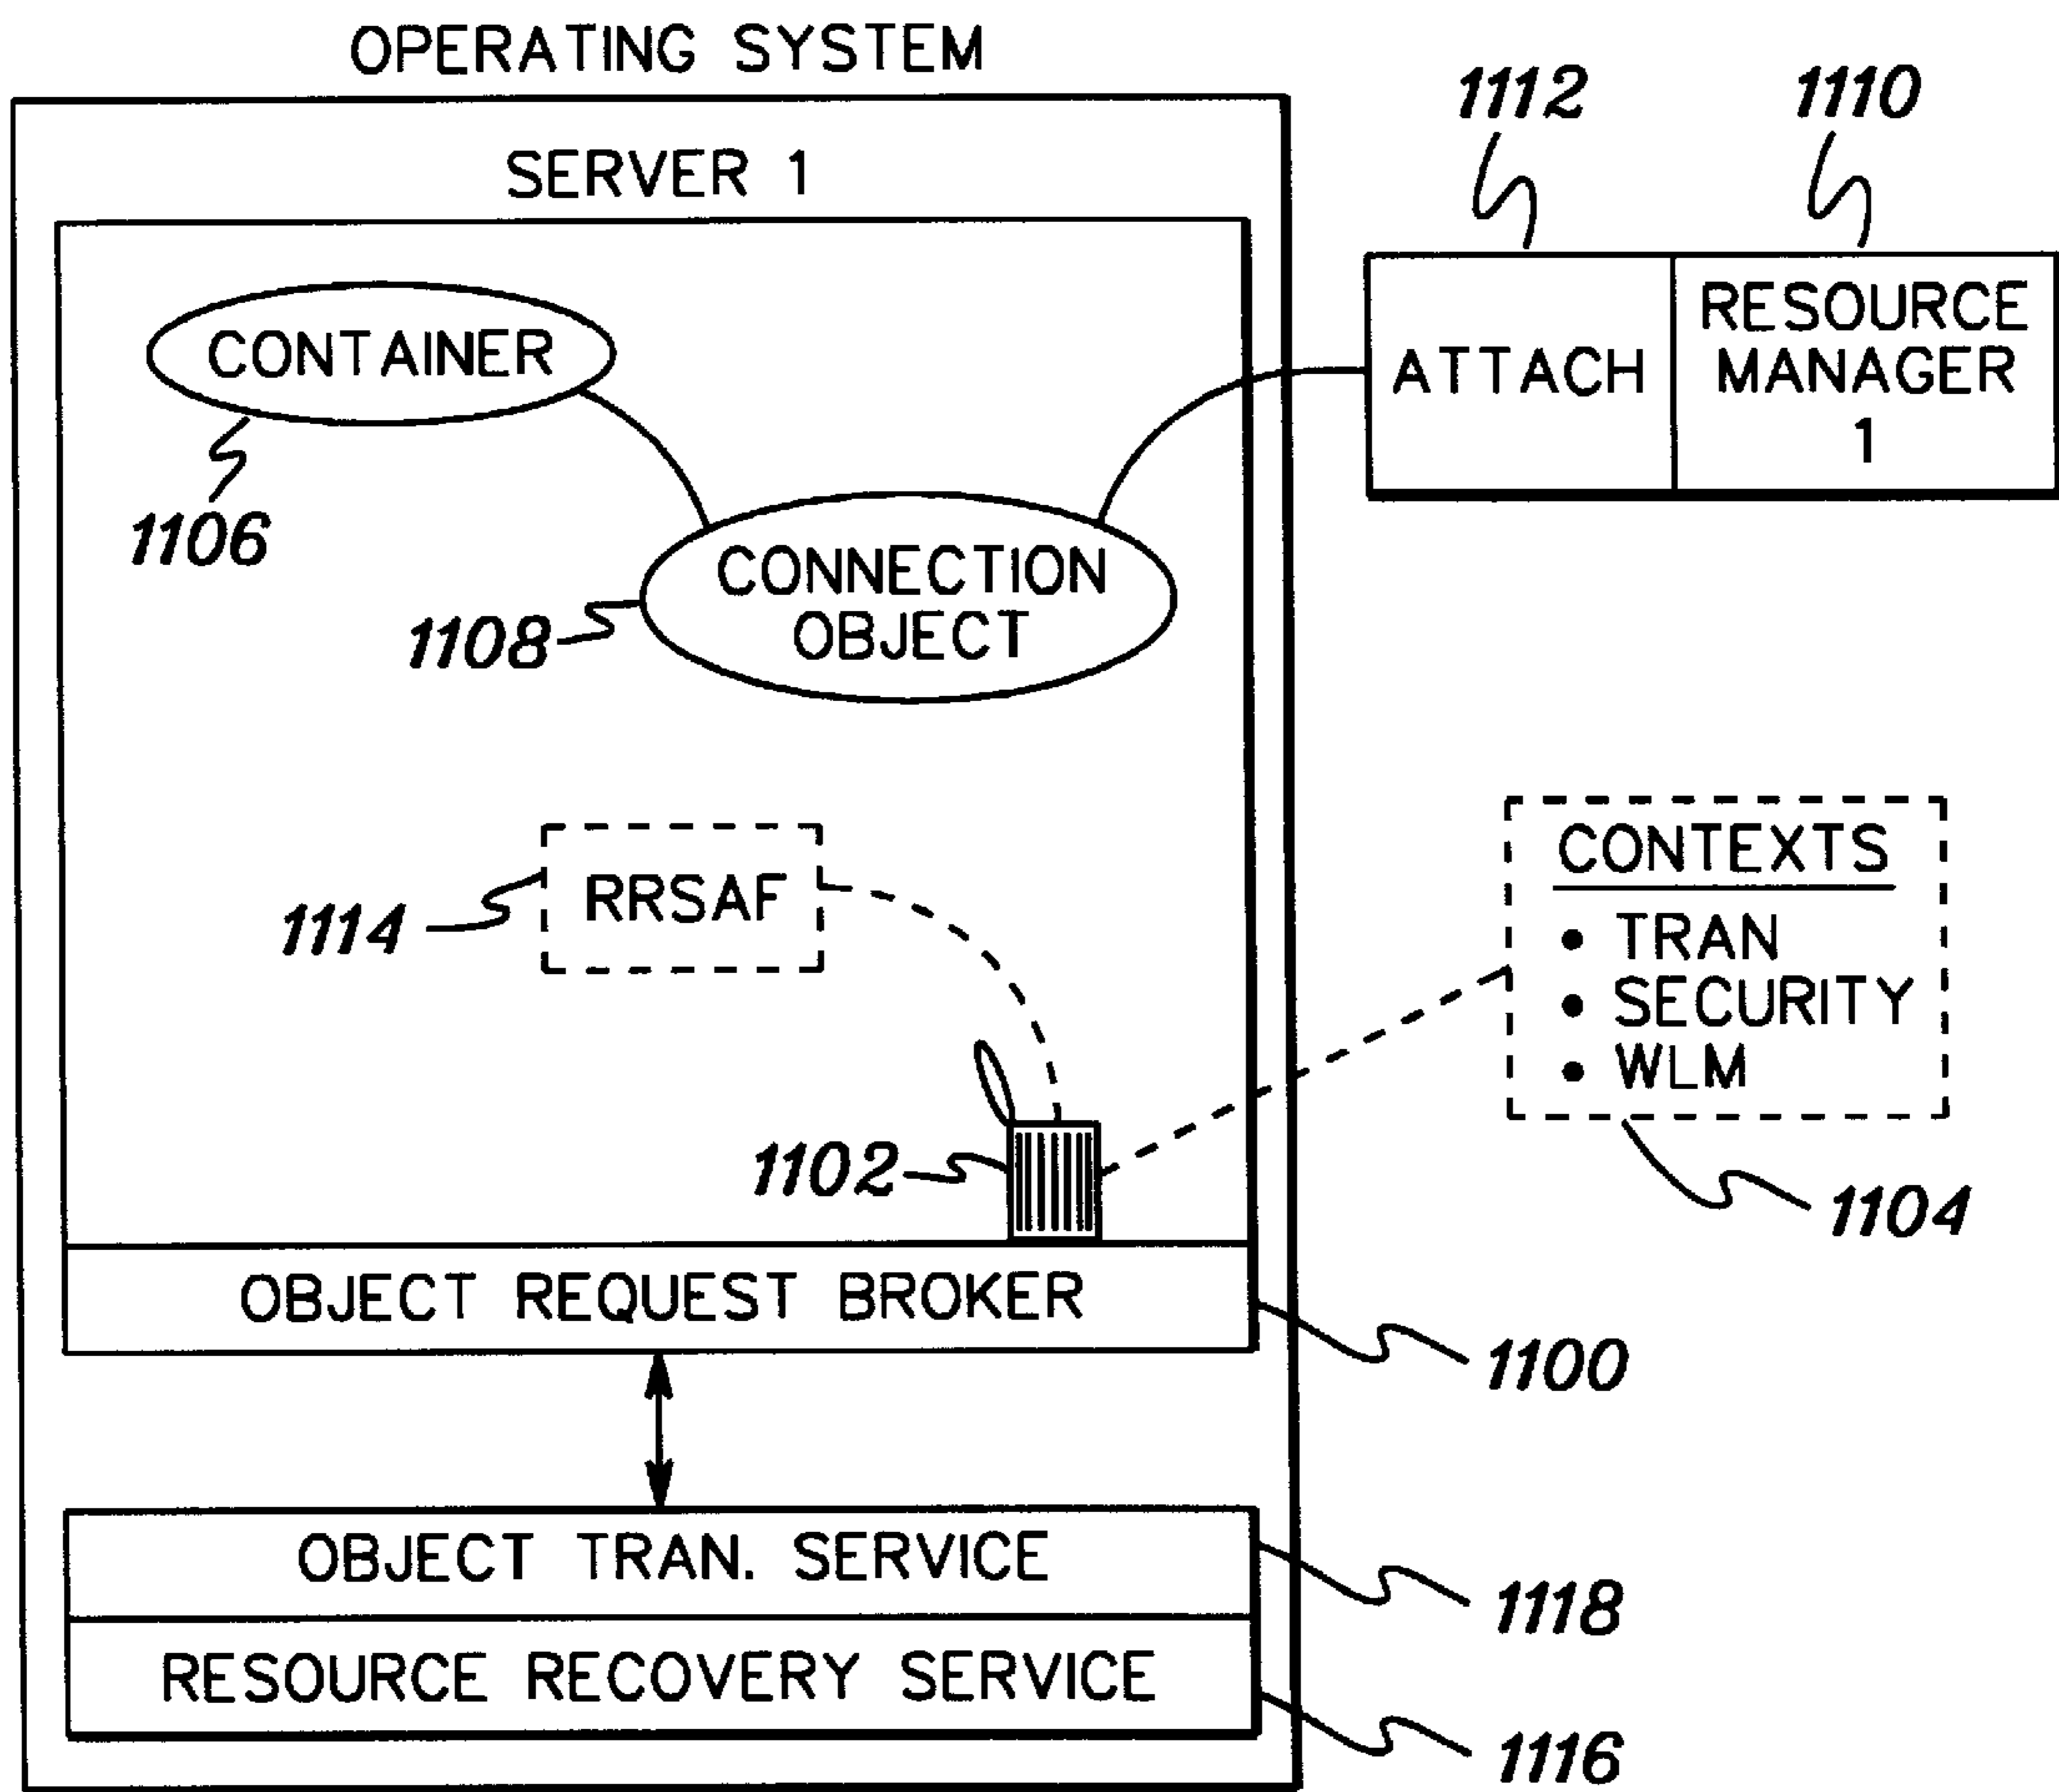 OPERATING SYSTEM
1112
1110
SERVER 1
CONTAINER
ATTACH
RESOURCE
MANAGER
1
1106
CONNECTION
OBJECT
1108
CONTEXTS
• TRAN
• SECURITY
• WLM
RRSAF
1114
1102
1104
OBJECT REQUEST BROKER
1100
OBJECT TRAN. SERVICE
1118
RESOURCE RECOVERY SERVICE
1116